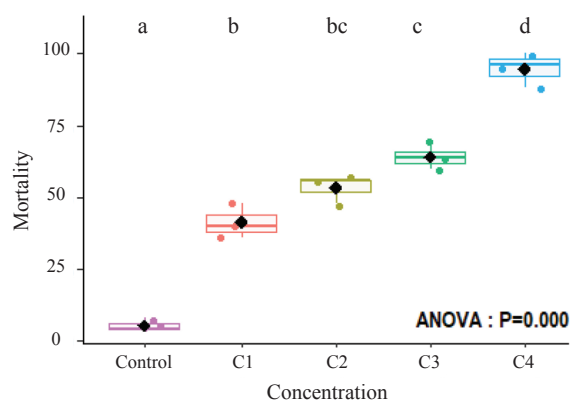 a b bc c d
100
75
50
25
0
Mortality
ANOVA : P=0.000
Control C1 C2 C3 C4
Concentration